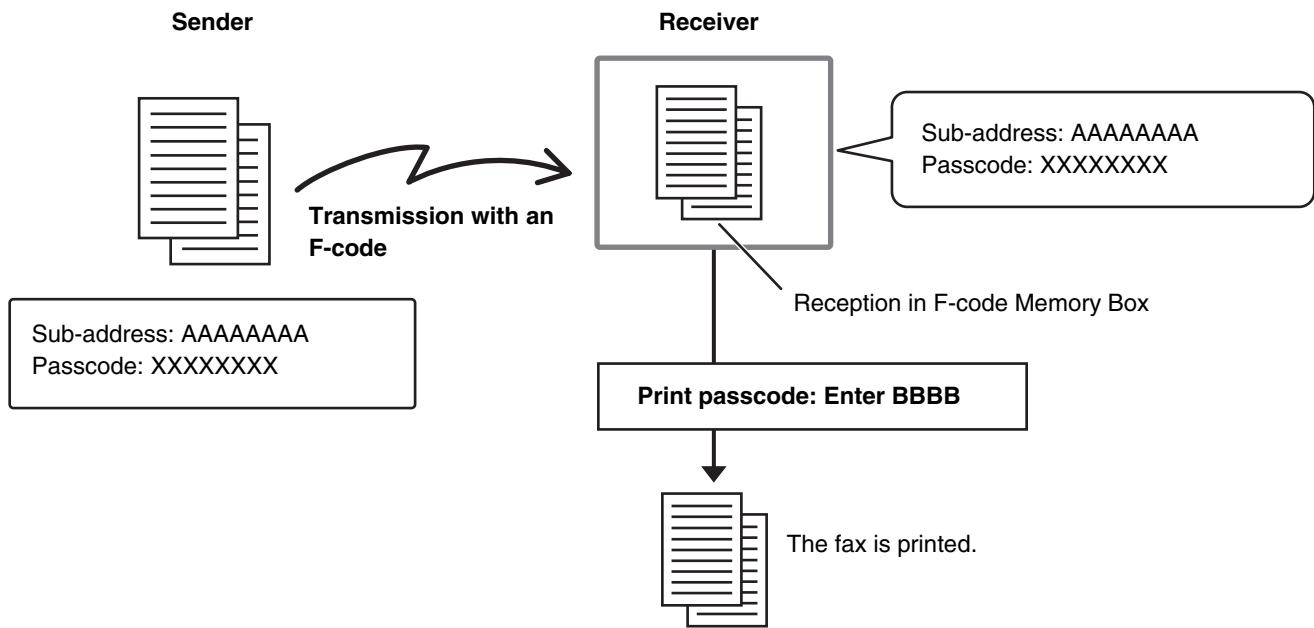 Sender
Receiver
Sub-address: AAAAAAAA
Passcode: XXXXXXXX
Transmission with an
F-code
Reception in F-code Memory Box
Sub-address: AAAAAAAA
Passcode: XXXXXXXX
Print passcode: Enter BBBB
The fax is printed.